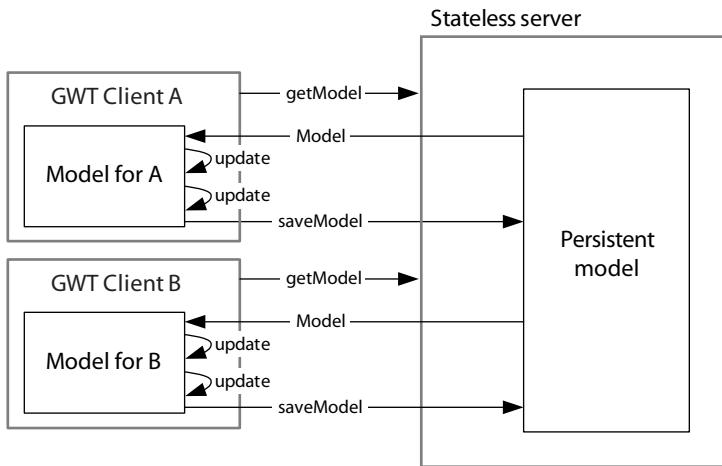 Stateless server
GWT Client A
getModel
Model
Model for A
update
update
saveModel
Persistent
model
GWT Client B
getModel
Model
Model for B
update
update
saveModel